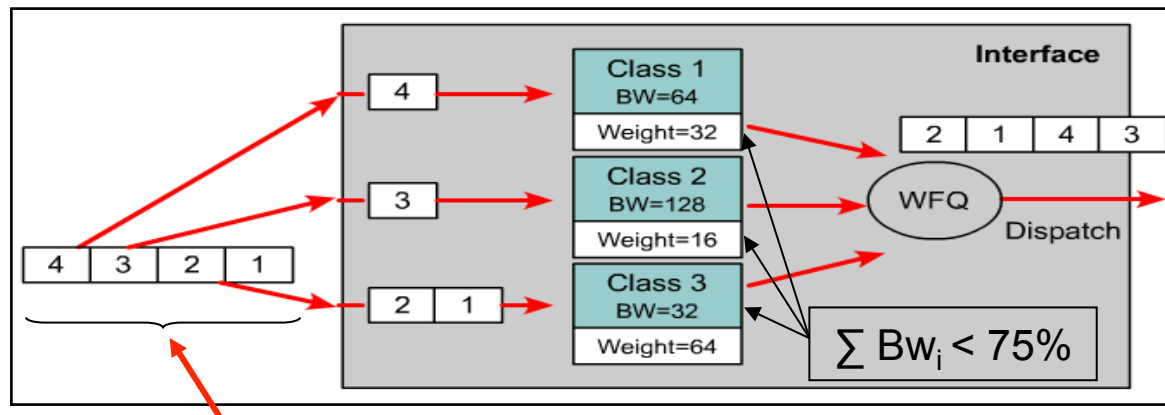 Interface
4
Class 1
BW=64
Weight=32
2 1 4 3
3
Class 2
BW=128
Weight=16
WFQ
Dispatch
4 3 2 1
2 1
Class 3
BW=32
Weight=64
∑ Bwᵢ < 75%